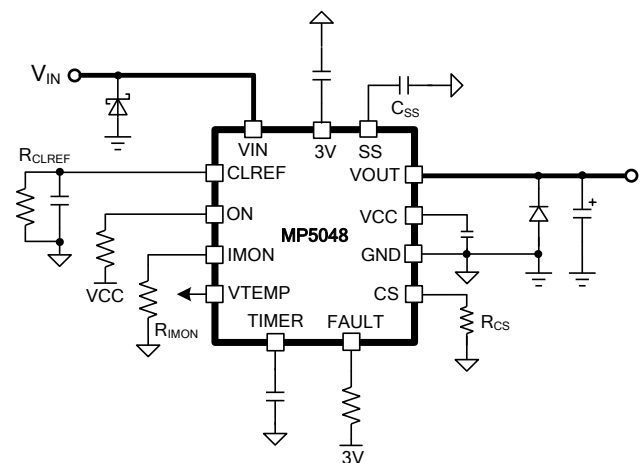 V_IN
C_SS
VIN
3V
SS
R_CLREF
CLREF
VOUT
ON
VCC
MP5048
IMON
GND
VCC
VTEMP
CS
R_IMON
TIMER
FAULT
R_CS
+
3V